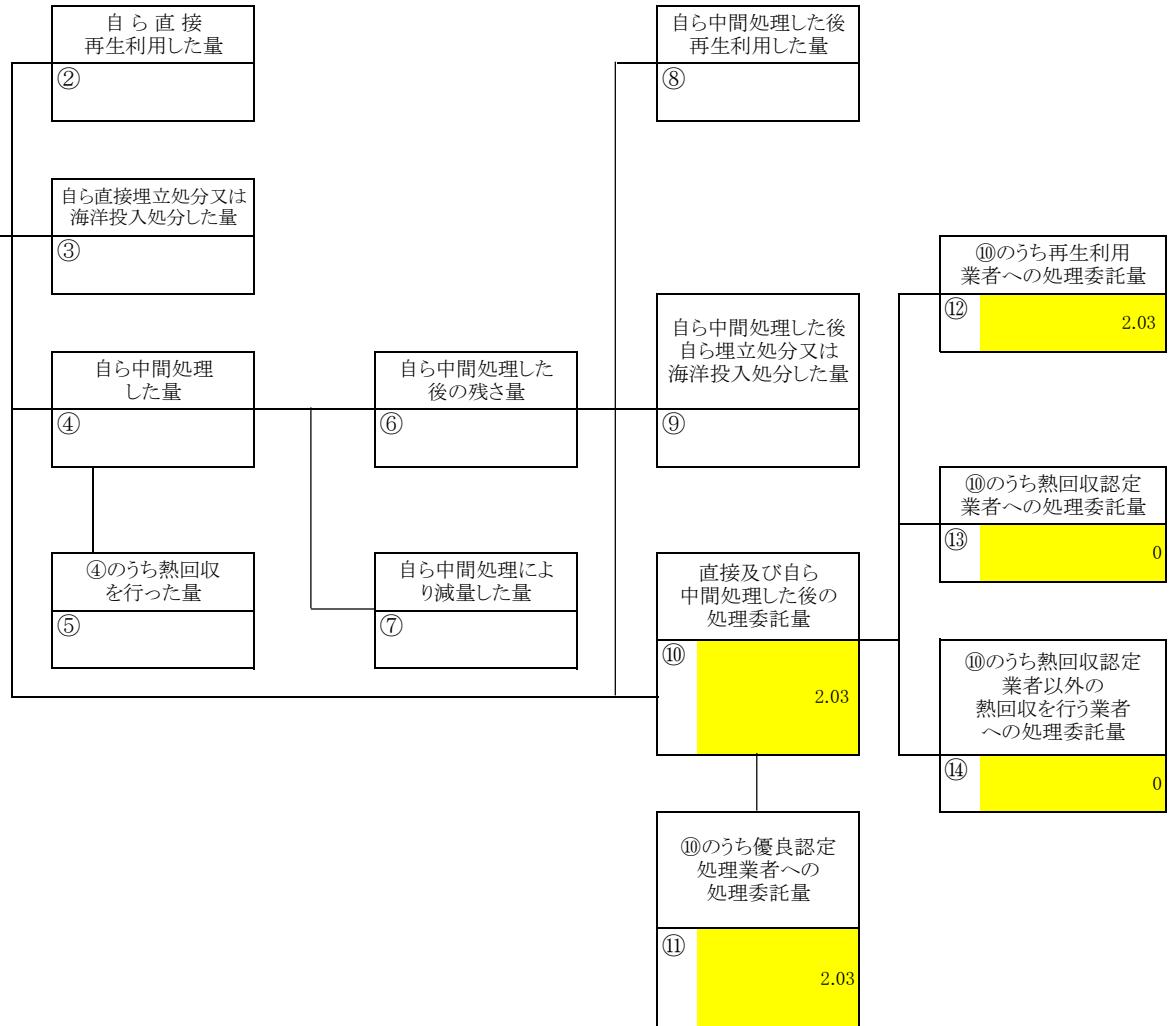 自 ら 直 接
再生利用した量
②
自ら直接埋立処分又は
海洋投入処分した量
③
自ら中間処理
した量
④
④のうち熱回収
を行った量
⑤
自ら中間処理した
後の残さ量
⑥
自ら中間処理によ
り減量した量
⑦
自ら中間処理した後
再生利用した量
⑧
自ら中間処理した後
自ら埋立処分又は
海洋投入処分した量
⑨
直接及び自ら
中間処理した後の
処理委託量
⑩
2.03
⑩のうち優良認定
処理業者への
処理委託量
⑪
2.03
⑩のうち再生利用
業者への処理委託量
⑫
2.03
⑩のうち熱回収認定
業者への処理委託量
⑬
0
⑩のうち熱回収認定
業者以外の
熱回収を行う業者
への処理委託量
⑭
0